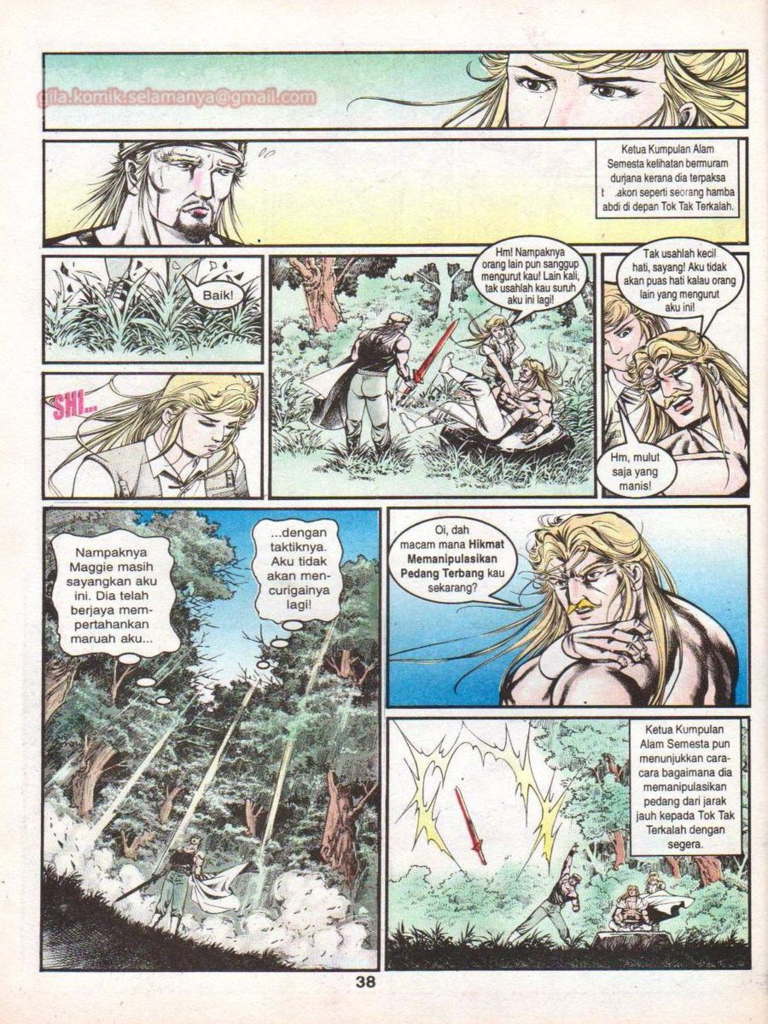 gila.komik.selamanya@gmail.com
Ketua Kumpulan Alam
Semesta kelihatan bermuram
durjana kerana dia terpaksa
seperti seorang hamba
abdi di depan Tok Tak Terkalah.
Baik!
Hm! Nampaknya
orang lain pun sanggup
mengurut kau! Lain kali,
tak usahlah kau suruh
aku ini lagi!
Tak usahlah kecil
hati, sayang! Aku tidak
akan puas hati kalau orang
lain yang mengurut
aku ini!
Hm, mulut
saja yang
manis!
SHI...
Nampaknya
Maggie masih
sayangkan aku
ini. Dia telah
berjaya mem-
pertahankan
maruah aku...
...dengan
taktiknya.
Aku tidak
akan men-
curigainya
lagi!
Oi, dah
macam mana Hikmat
Memanipulasikan
Pedang Terbang kau
sekarang?
Ketua Kumpulan
Alam Semesta pun
menunjukkan cara-
cara bagaimana dia
memanipulasikan
pedang dari jarak
jauh kepada Tok Tak
Terkalah dengan
segera.
38